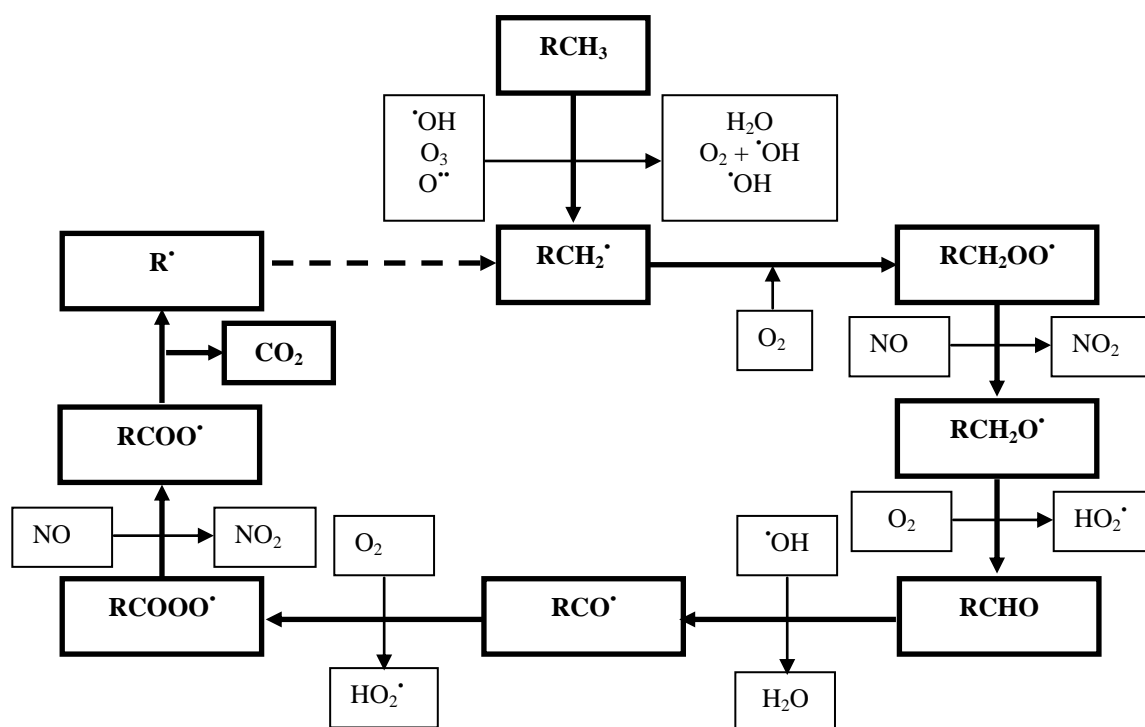 RCH₃
•OH
O₃
O••
H₂O
O₂ + •OH
•OH
R•
RCH₂•
RCH₂OO•
CO₂
O₂
NO
NO₂
RCOO•
RCH₂O•
NO
NO₂
O₂
•OH
O₂
HO₂•
RCOOO•
RCO•
RCHO
HO₂•
H₂O